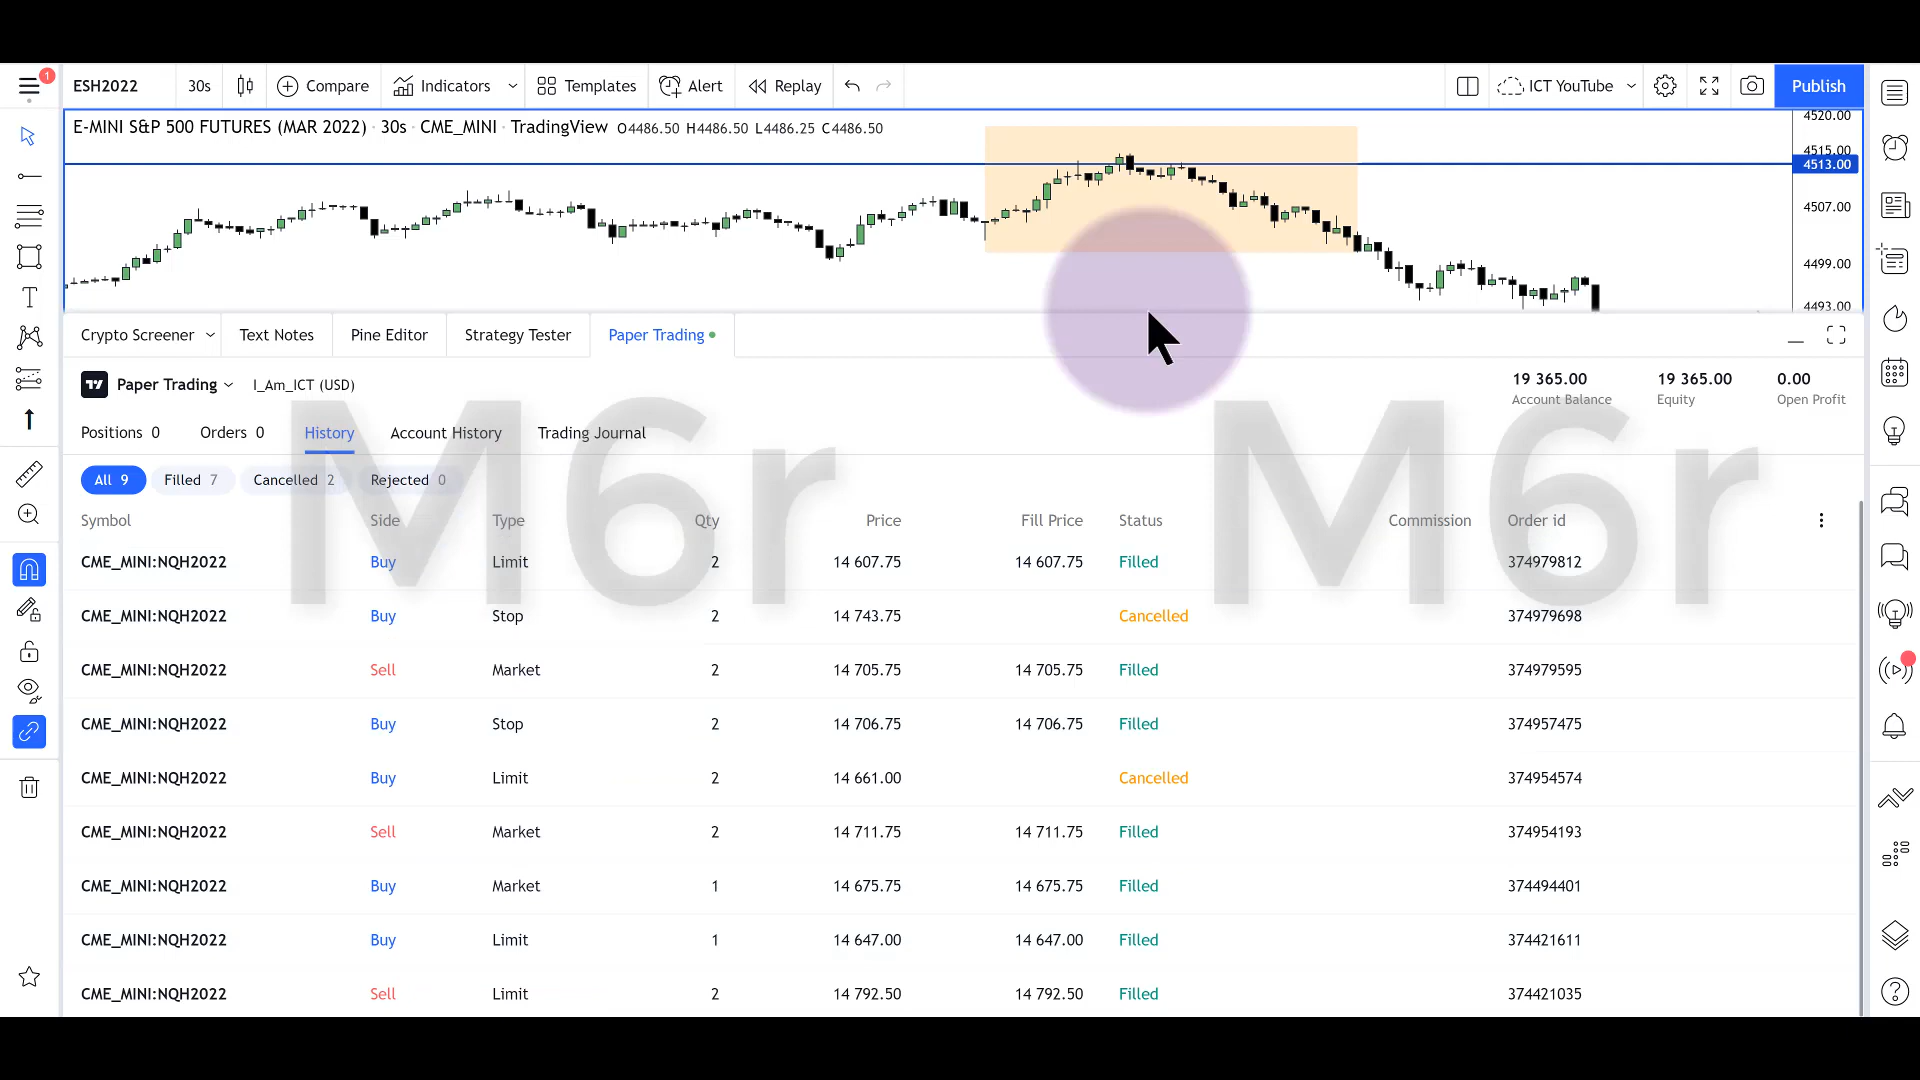 1
ESH2022 30s Compare Indicators Templates Alert Replay ICT YouTube Publish
E-MINI S&P 500 FUTURES (MAR 2022) · 30s · CME_MINI · TradingView O4486.50 H4486.50 L4486.25 C4486.50
4520.00
4515.00
4513.00
4507.00
4499.00
4493.00
Crypto Screener Text Notes Pine Editor Strategy Tester Paper Trading
Paper Trading I_Am_ICT (USD) 19 365.00 19 365.00 0.00
Account Balance Equity Open Profit
M6r M6r
Positions 0 Orders 0 History Account History Trading Journal
All 9 Filled 7 Cancelled 2 Rejected 0
Symbol Side Type Qty Price Fill Price Status Commission Order id
CME_MINI:NQH2022 Buy Limit 2 14 607.75 14 607.75 Filled 374979812
CME_MINI:NQH2022 Buy Stop 2 14 743.75 Cancelled 374979698
CME_MINI:NQH2022 Sell Market 2 14 705.75 14 705.75 Filled 374979595
CME_MINI:NQH2022 Buy Stop 2 14 706.75 14 706.75 Filled 374957475
CME_MINI:NQH2022 Buy Limit 2 14 661.00 Cancelled 374954574
CME_MINI:NQH2022 Sell Market 2 14 711.75 14 711.75 Filled 374954193
CME_MINI:NQH2022 Buy Market 1 14 675.75 14 675.75 Filled 374494401
CME_MINI:NQH2022 Buy Limit 1 14 647.00 14 647.00 Filled 374421611
CME_MINI:NQH2022 Sell Limit 2 14 792.50 14 792.50 Filled 374421035